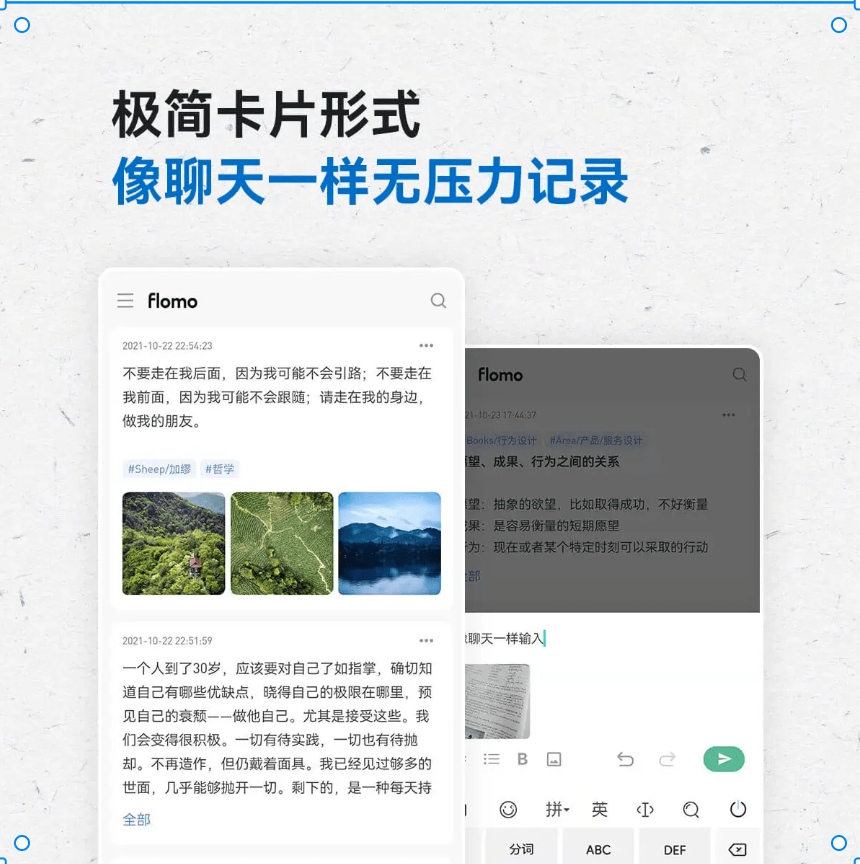 极简卡片形式
像聊天一样无压力记录
flomo
2021-10-22 22:54:23
不要走在我后面，因为我可能不会引路；不要走在
我前面，因为我可能不会跟随；请走在我的身边，
做我的朋友。
#Sheep/加缪 #哲学
2021-10-22 22:51:59
一个人到了30岁，应该要对自己了如指掌，确切知
道自己有哪些优缺点，晓得自己的极限在哪里，预
见自己的衰颓——做他自己。尤其是接受这些。我
们会变得很积极。一切有待实践，一切也有待抛
却。不再造作，但仍戴着面具。我已经见过够多的
世面，几乎能够抛开一切。剩下的，是一种每天持
全部
flomo
21-10-23 17:44:37
Books/行为设计 #Area/产品/服务设计
望、成果、行为之间的关系
望：抽象的欲望，比如取得成功，不好衡量
果：是容易衡量的短期愿望
为：现在或者某个特定时刻可以采取的行动
全部
像聊天一样输入
B
拼 英
分词 ABC DEF